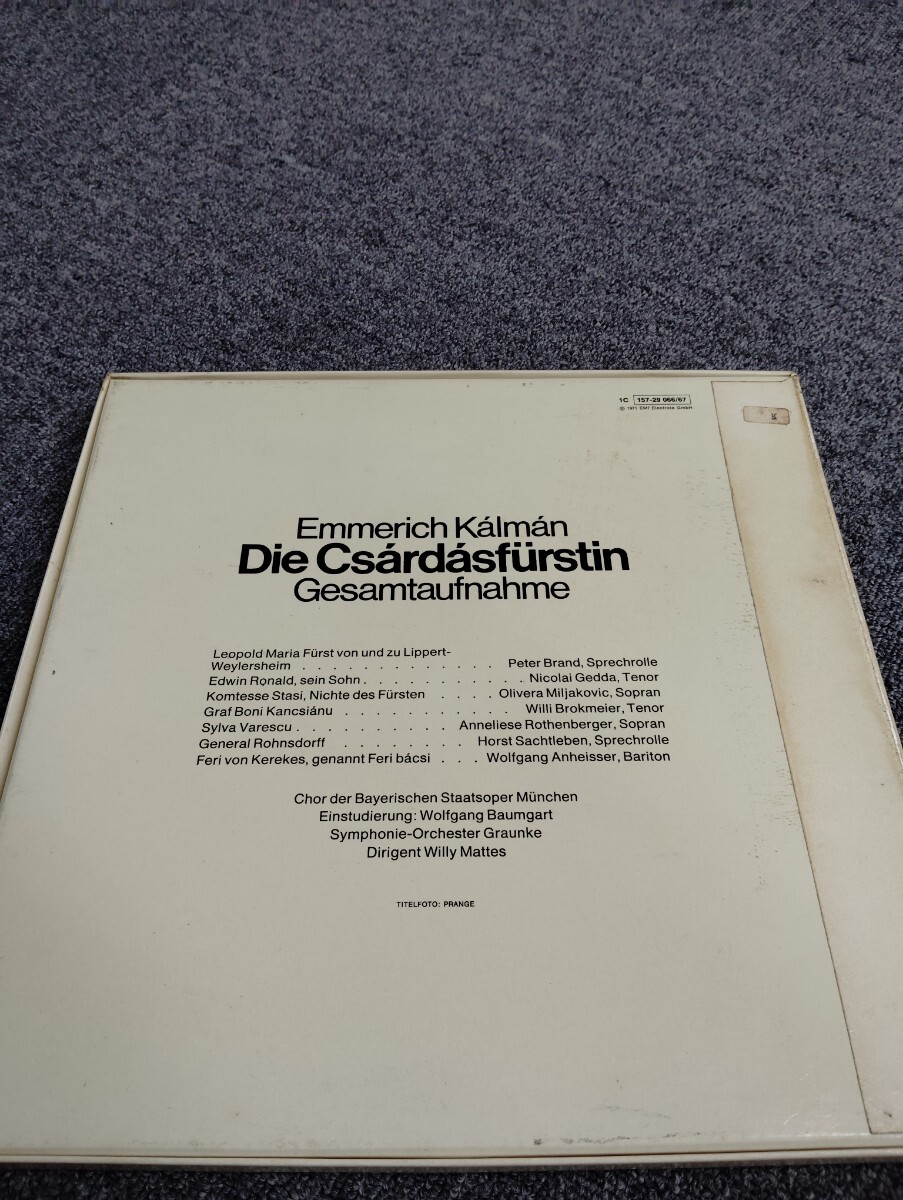 1C 157-29 066/67
℗ 1971 EMI Electrola GmbH
Emmerich Kálmán
Die Csárdásfürstin
Gesamtaufnahme
Leopold Maria Fürst von und zu Lippert-
Weylersheim . . . . . . . . . . . . . Peter Brand, Sprechrolle
Edwin Ronald, sein Sohn . . . . . . . . . . . Nicolai Gedda, Tenor
Komtesse Stasi, Nichte des Fürsten . . . . Olivera Miljakovic, Sopran
Graf Boni Kancsiánu . . . . . . . . . . . Willi Brokmeier, Tenor
Sylva Varescu . . . . . . . . . . Anneliese Rothenberger, Sopran
General Rohnsdorff . . . . . . . . Horst Sachtleben, Sprechrolle
Feri von Kerekes, genannt Feri bácsi . . . Wolfgang Anheisser, Bariton
Chor der Bayerischen Staatsoper München
Einstudierung: Wolfgang Baumgart
Symphonie-Orchester Graunke
Dirigent Willy Mattes
TITELFOTO: PRANGE